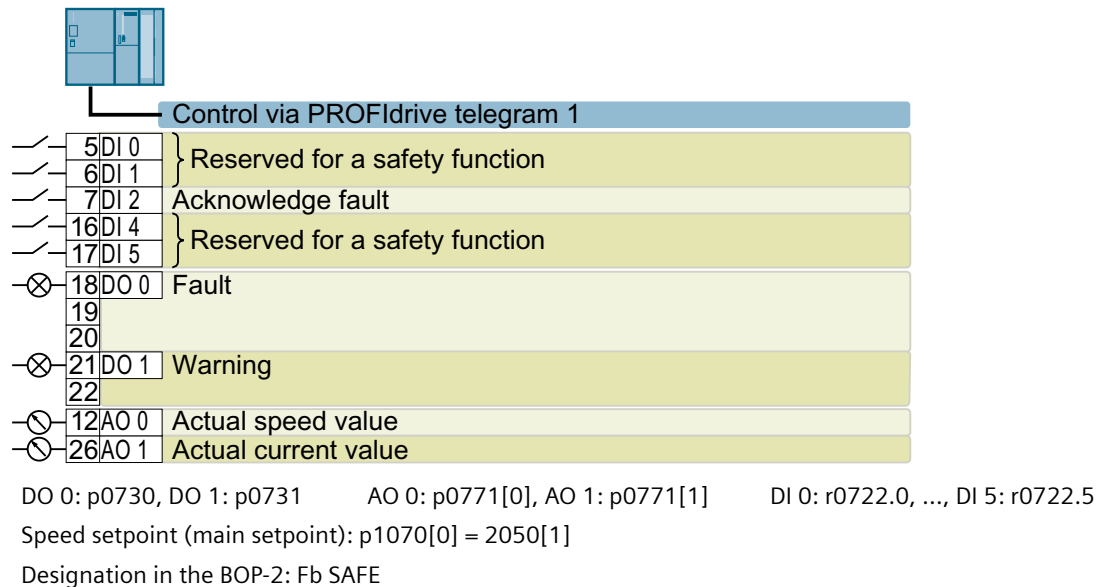 Control via PROFIdrive telegram 1
5 DI 0
Reserved for a safety function
6 DI 1
7 DI 2 Acknowledge fault
16 DI 4
Reserved for a safety function
17 DI 5
18 DO 0 Fault
19
20
21 DO 1 Warning
22
12 AO 0 Actual speed value
26 AO 1 Actual current value
DO 0: p0730, DO 1: p0731 AO 0: p0771[0], AO 1: p0771[1] DI 0: r0722.0, ..., DI 5: r0722.5
Speed setpoint (main setpoint): p1070[0] = 2050[1]
Designation in the BOP-2: Fb SAFE